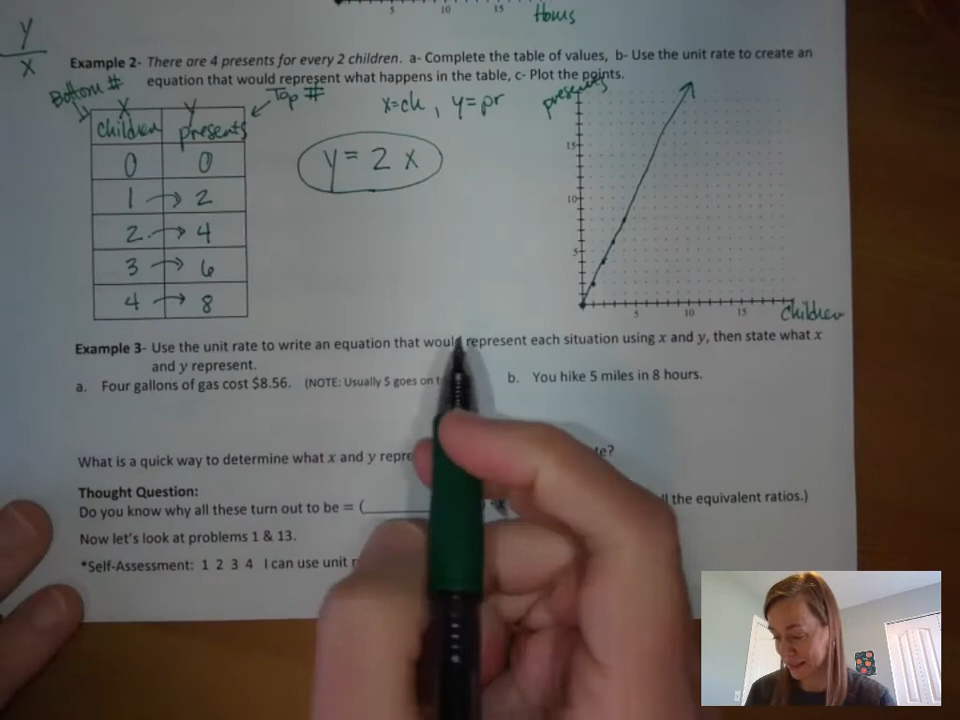 5 10 15 Hours
y
x
Example 2- There are 4 presents for every 2 children. a- Complete the table of values, b- Use the unit rate to create an
equation that would represent what happens in the table, c- Plot the points.
Bottom # Top # x=ch, y=pr presents
x y
children presents
0 0
1 → 2
2 → 4
3 → 6
4 → 8
y = 2 x
15
10
5
5 10 15 Children
Example 3- Use the unit rate to write an equation that would represent each situation using x and y, then state what x
and y represent.
a. Four gallons of gas cost $8.56. (NOTE: Usually $ goes on b. You hike 5 miles in 8 hours.
What is a quick way to determine what x and y
Thought Question:
Do you know why all these turn out to be = (________ the equivalent ratios.)
Now let's look at problems 1 & 13.
*Self-Assessment: 1 2 3 4 I can use unit